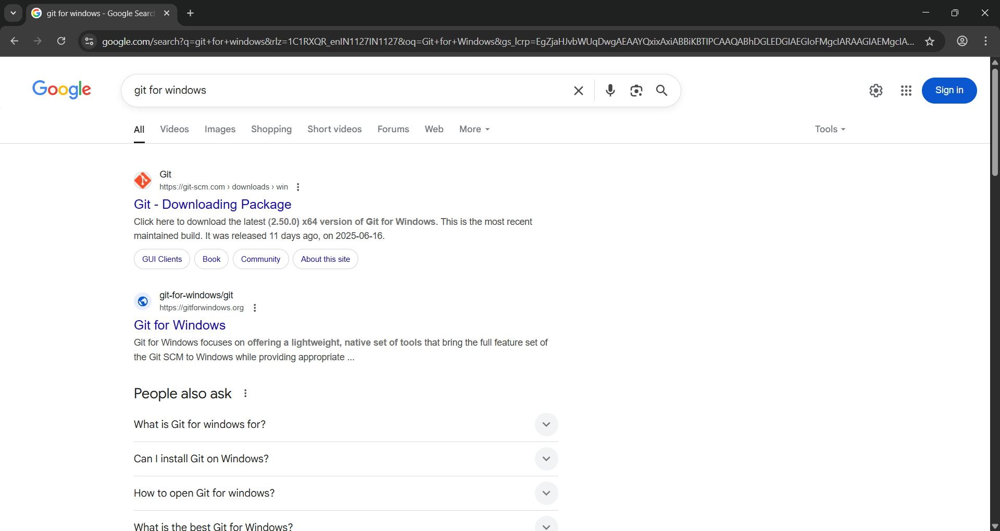 git for windows - Google Searc
google.com/search?q=git+for+windows&rlz=1C1RXQR_enIN1127IN1127&oq=Git+for+Windows&gs_lcrp=EgZjaHJvbWUqDwgAEAAYQxixAxiABBiKBTIPCAAQABhDGLEDGIAEGIoFMgcIARAAGIAEMgcIA...
Google
git for windows
Sign in
All Videos Images Shopping Short videos Forums Web More Tools
Git
https://git-scm.com › downloads › win
Git - Downloading Package
Click here to download the latest (2.50.0) x64 version of Git for Windows. This is the most recent
maintained build. It was released 11 days ago, on 2025-06-16.
GUI Clients Book Community About this site
git-for-windows/git
https://gitforwindows.org
Git for Windows
Git for Windows focuses on offering a lightweight, native set of tools that bring the full feature set of
the Git SCM to Windows while providing appropriate ...
People also ask
What is Git for windows for?
Can I install Git on Windows?
How to open Git for windows?
What is the best Git for Windows?